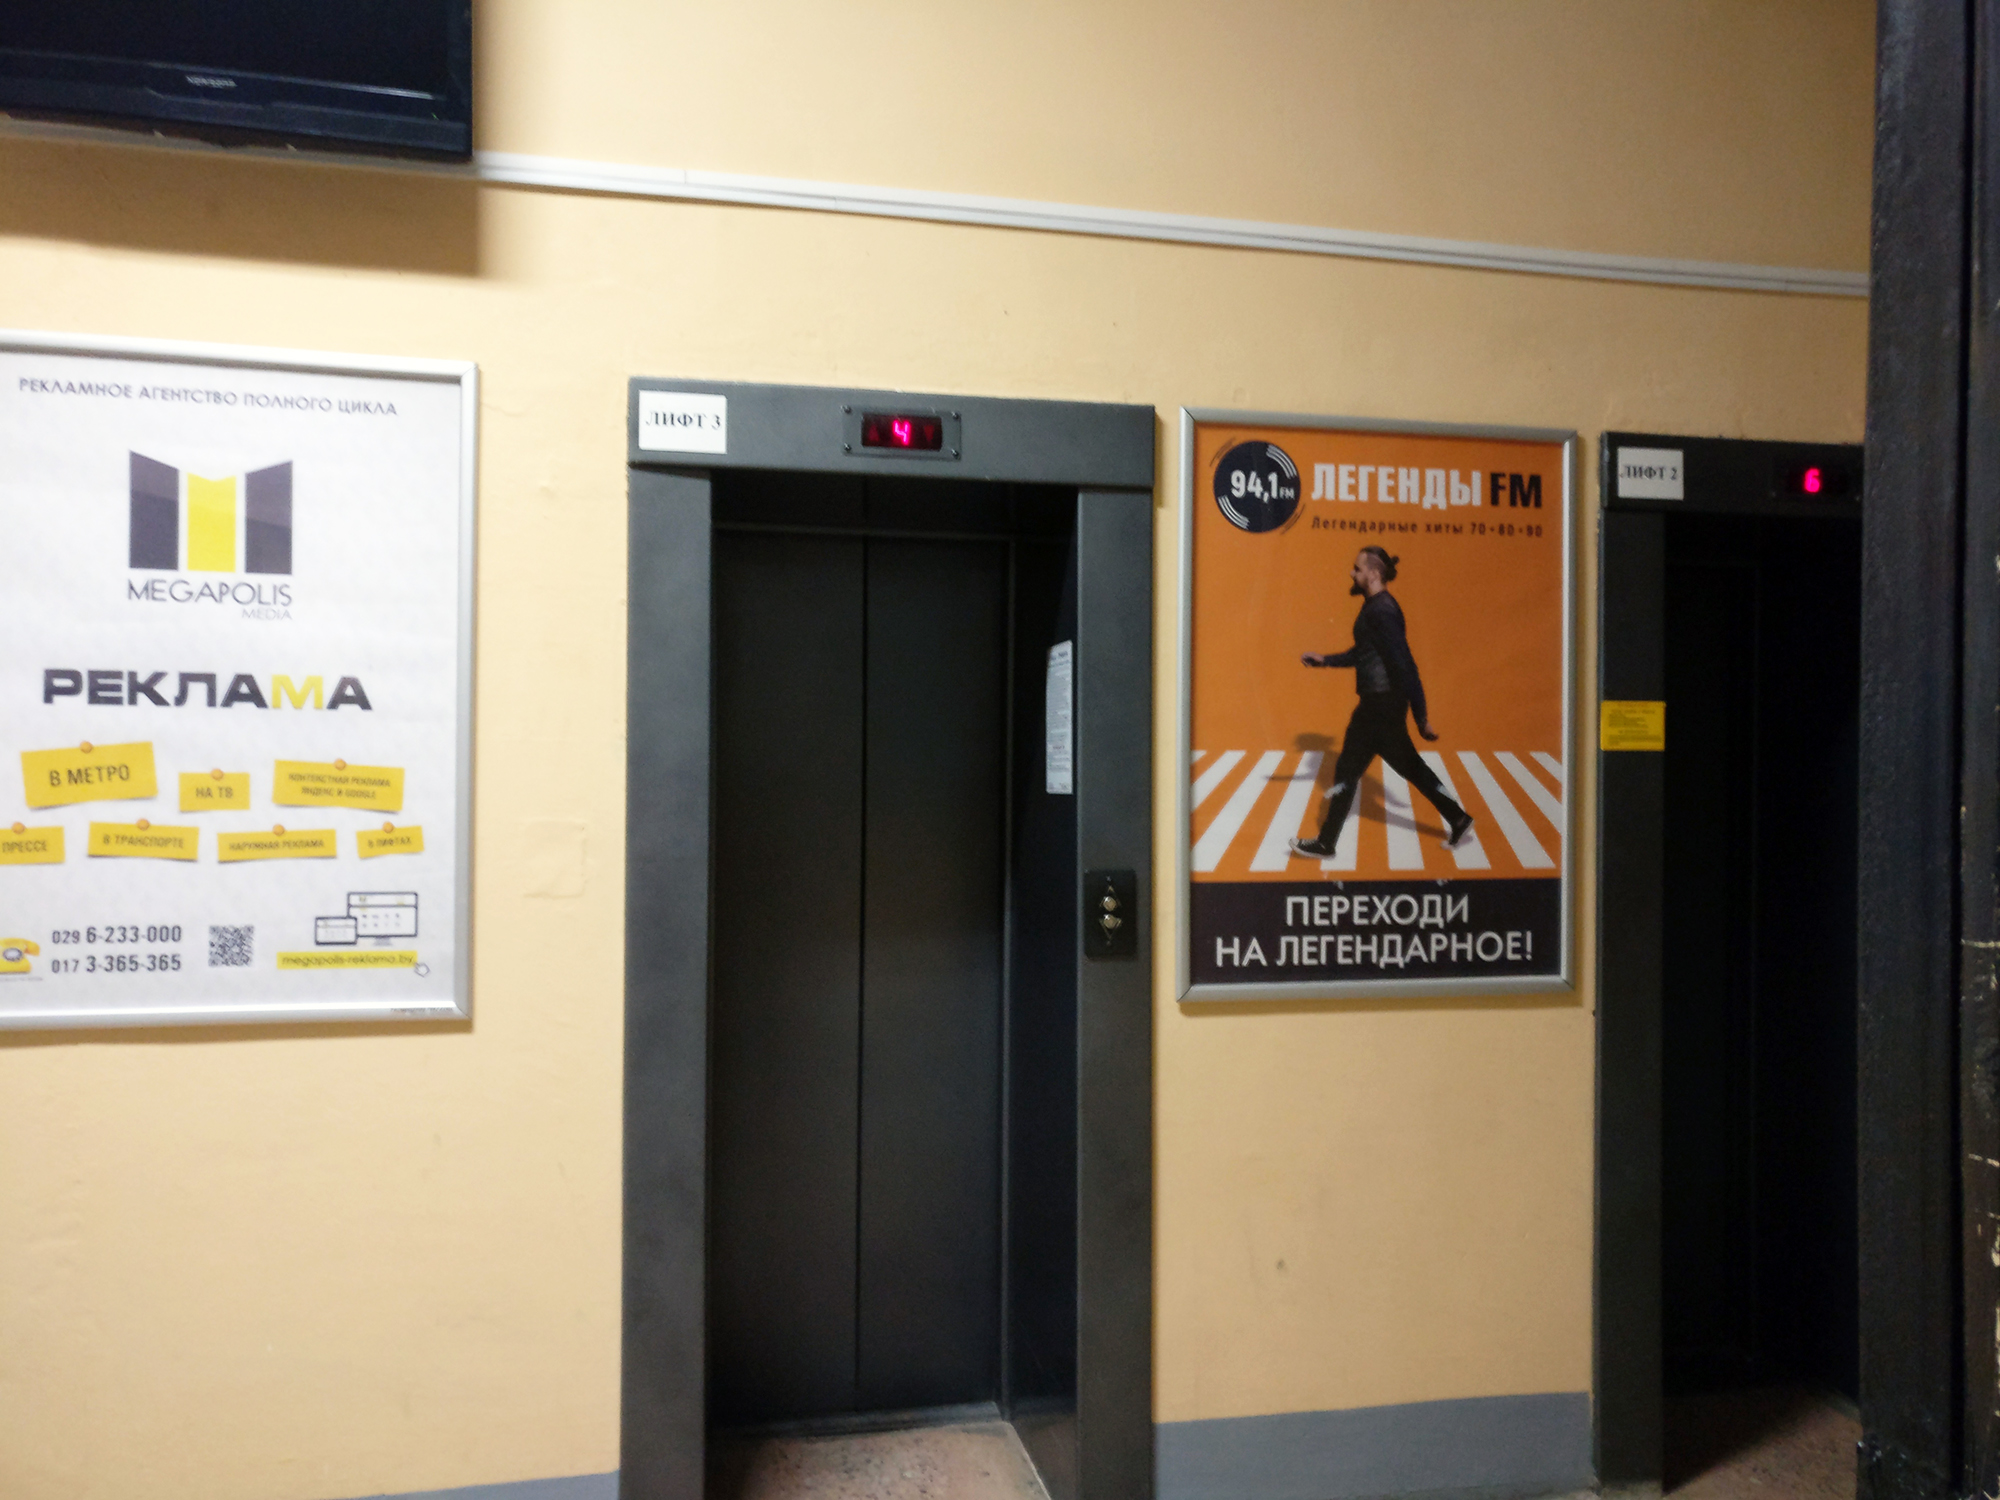 РЕКЛАМНОЕ АГЕНТСТВО ПОЛНОГО ЦИКЛА
MEGAPOLIS
MEDIA
РЕКЛАМА
В МЕТРО
НА ТВ
КОНТЕКСТНАЯ РЕКЛАМА
ЯНДЕКС И GOOGLE
ПРЕССЕ
В ТРАНСПОРТЕ
НАРУЖНАЯ РЕКЛАМА
В ЛИФТАХ
029 6-233-000
017 3-365-365
megapolis-reklama.by
ЛИФТ 3
4
94,1 FM
ЛЕГЕНДЫ FM
Легендарные хиты 70•80•90
ПЕРЕХОДИ
НА ЛЕГЕНДАРНОЕ!
ЛИФТ 2
6